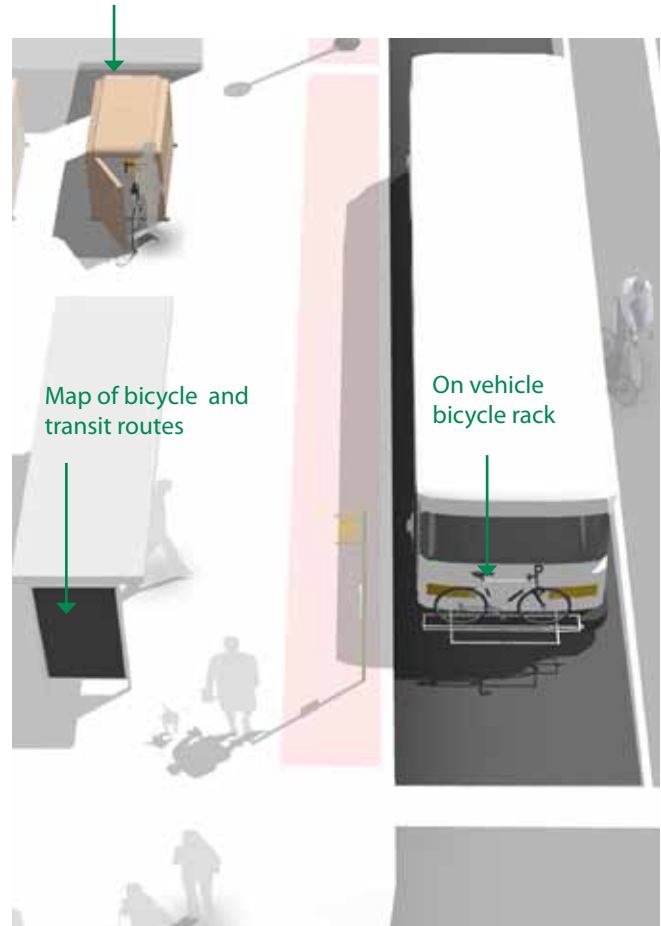 Map of bicycle and
transit routes
On vehicle
bicycle rack